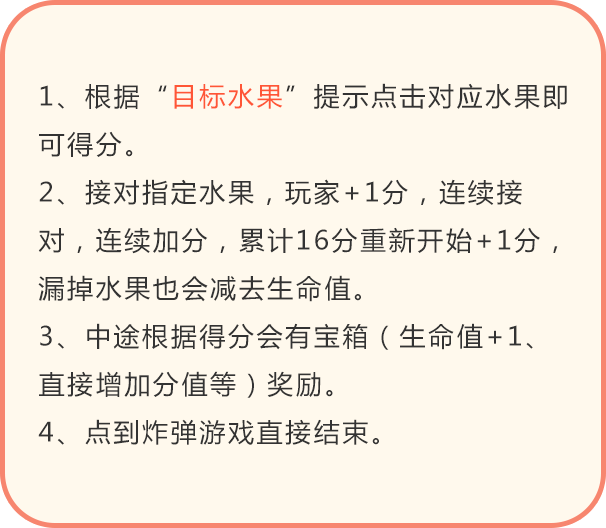 1、根据“目标水果”提示点击对应水果即
可得分。
2、接对指定水果，玩家+1分，连续接
对，连续加分，累计16分重新开始+1分，
漏掉水果也会减去生命值。
3、中途根据得分会有宝箱（生命值+1、
直接增加分值等）奖励。
4、点到炸弹游戏直接结束。